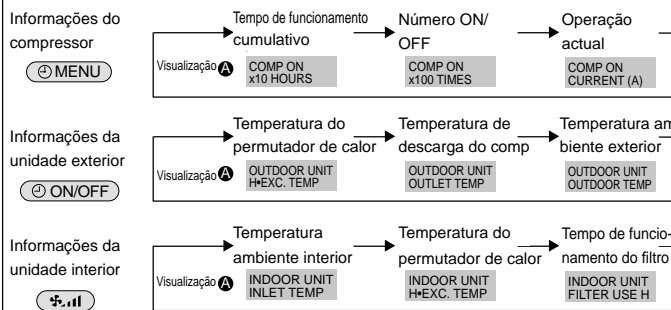 Informações do
compressor
MENU
Visualização A
Tempo de funcionamento
cumulativo
COMP ON
x10 HOURS
Número ON/
OFF
COMP ON
x100 TIMES
Operação
actual
COMP ON
CURRENT (A)
Informações da
unidade exterior
ON/OFF
Visualização A
Temperatura do
permutador de calor
OUTDOOR UNIT
H•EXC. TEMP
Temperatura de
descarga do comp
OUTDOOR UNIT
OUTLET TEMP
Temperatura am
biente exterior
OUTDOOR UNIT
OUTDOOR TEMP
Informações da
unidade interior
Visualização A
Temperatura
ambiente interior
INDOOR UNIT
INLET TEMP
Temperatura do
permutador de calor
INDOOR UNIT
H•EXC. TEMP
Tempo de funcio-
namento do filtro
INDOOR UNIT
FILTER USE H